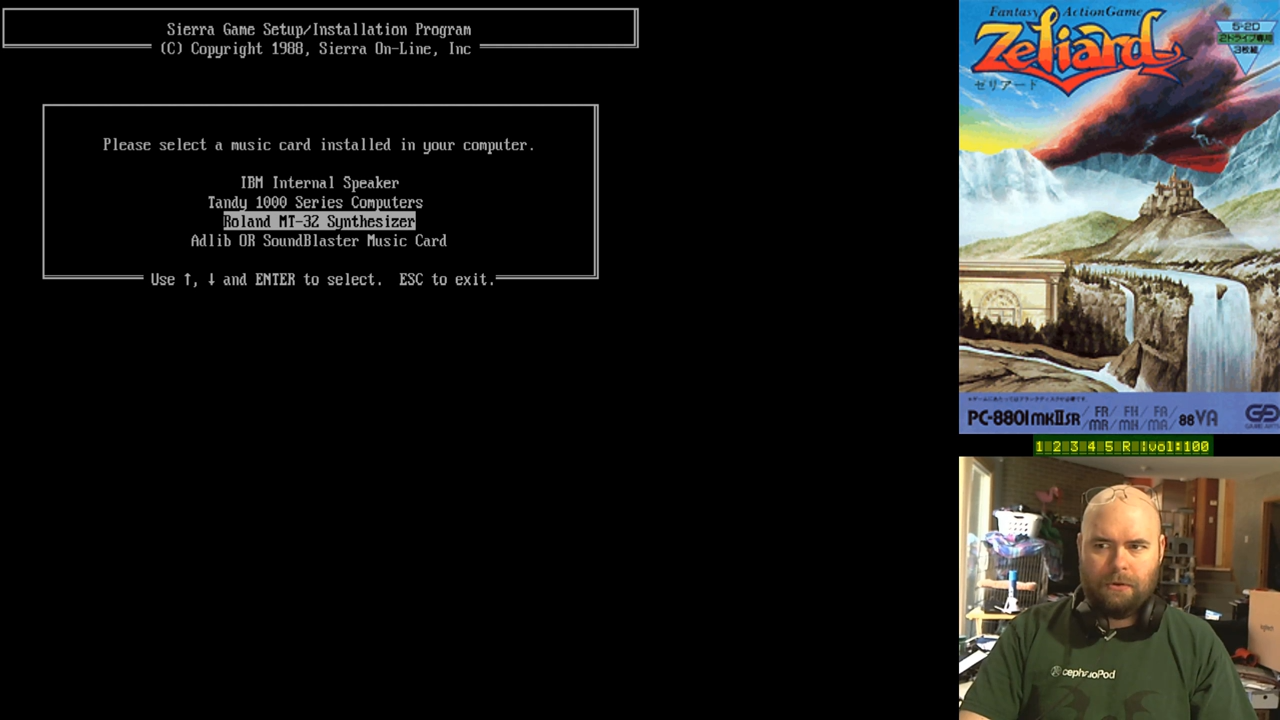 Sierra Game Setup/Installation Program
(C) Copyright 1988, Sierra On-Line, Inc
Please select a music card installed in your computer.
IBM Internal Speaker
Tandy 1000 Series Computers
Roland MT-32 Synthesizer
Adlib OR SoundBlaster Music Card
Use ↑, ↓ and ENTER to select.  ESC to exit.
Fantasy ActionGame
Zeliard
ゼリアード
5-2D
2ドライブ専用
3枚組
PC-8801mkIISR/FR/FH/FA/88VA
MR/MH/MA
GAME ARTS
1 2 3 4 5 R |vol:100
cephaloPod